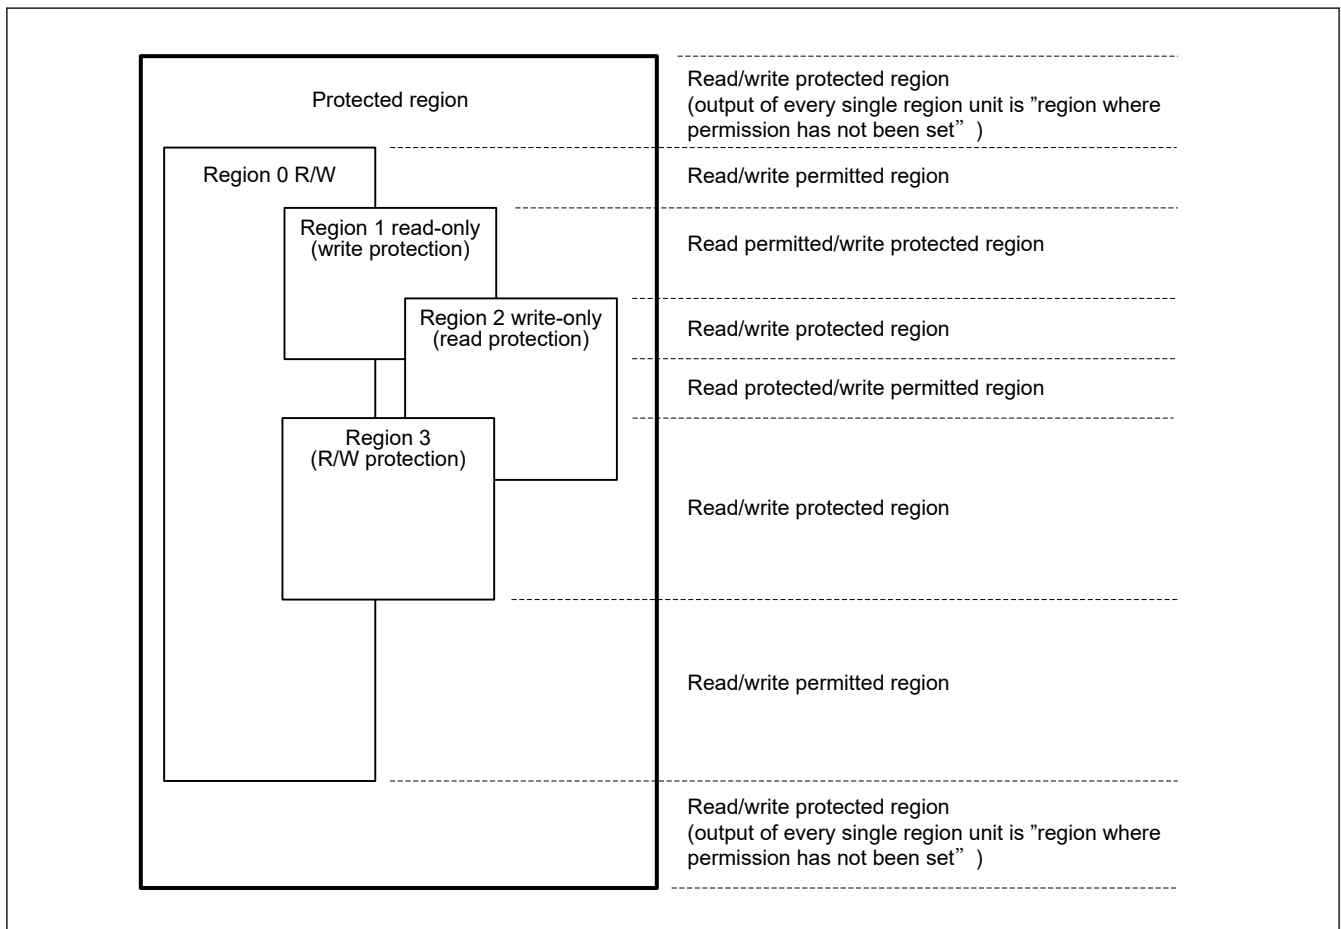 Protected region
Read/write protected region
(output of every single region unit is ”region where
permission has not been set” )
Region 0 R/W
Read/write permitted region
Region 1 read-only
(write protection)
Read permitted/write protected region
Region 2 write-only
(read protection)
Read/write protected region
Read protected/write permitted region
Region 3
(R/W protection)
Read/write protected region
Read/write permitted region
Read/write protected region
(output of every single region unit is ”region where
permission has not been set” )